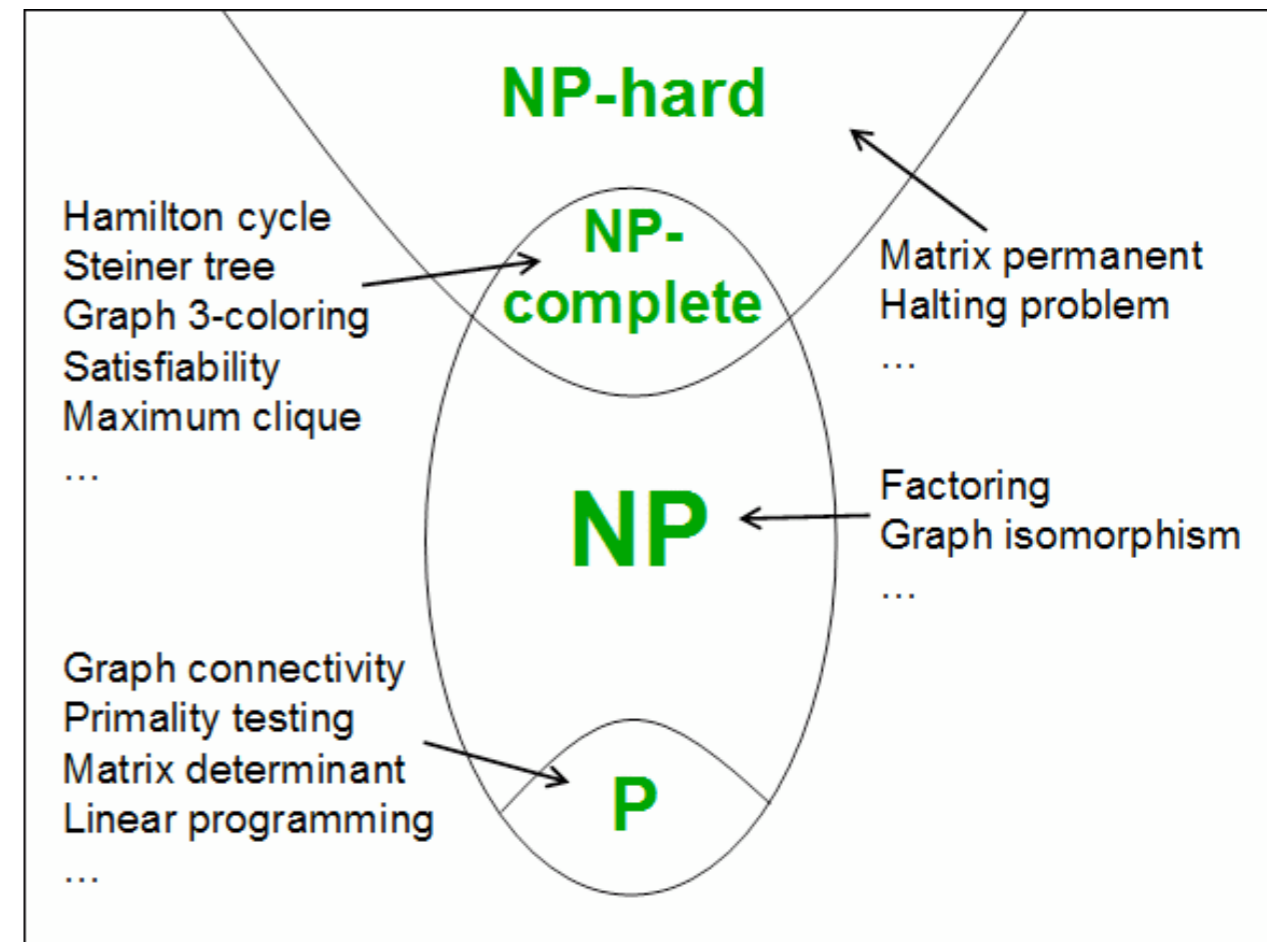 NP-hard
Hamilton cycle
Steiner tree
Graph 3-coloring
Satisfiability
Maximum clique
…
NP-
complete
Matrix permanent
Halting problem
…
NP
Factoring
Graph isomorphism
…
Graph connectivity
Primality testing
Matrix determinant
Linear programming
…
P